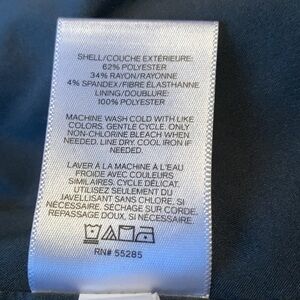 SHELL/COUCHE EXTÉRIEURE:
62% POLYESTER
34% RAYON/RAYONNE
4% SPANDEX/FIBRE ÉLASTHANNE
LINING/DOUBLURE:
100% POLYESTER
MACHINE WASH COLD WITH LIKE
COLORS, GENTLE CYCLE. ONLY
NON-CHLORINE BLEACH WHEN
NEEDED. LINE DRY. COOL IRON IF
NEEDED.
LAVER À LA MACHINE À L'EAU
FROIDE AVEC COULEURS
SIMILAIRES. CYCLE DÉLICAT.
UTILISEZ SEULEMENT DU
JAVELLISANT SANS CHLORE, SI
NÉCESSAIRE. SÉCHAGE SUR CORDE.
REPASSAGE DOUX, SI NÉCESSAIRE.
RN# 55285